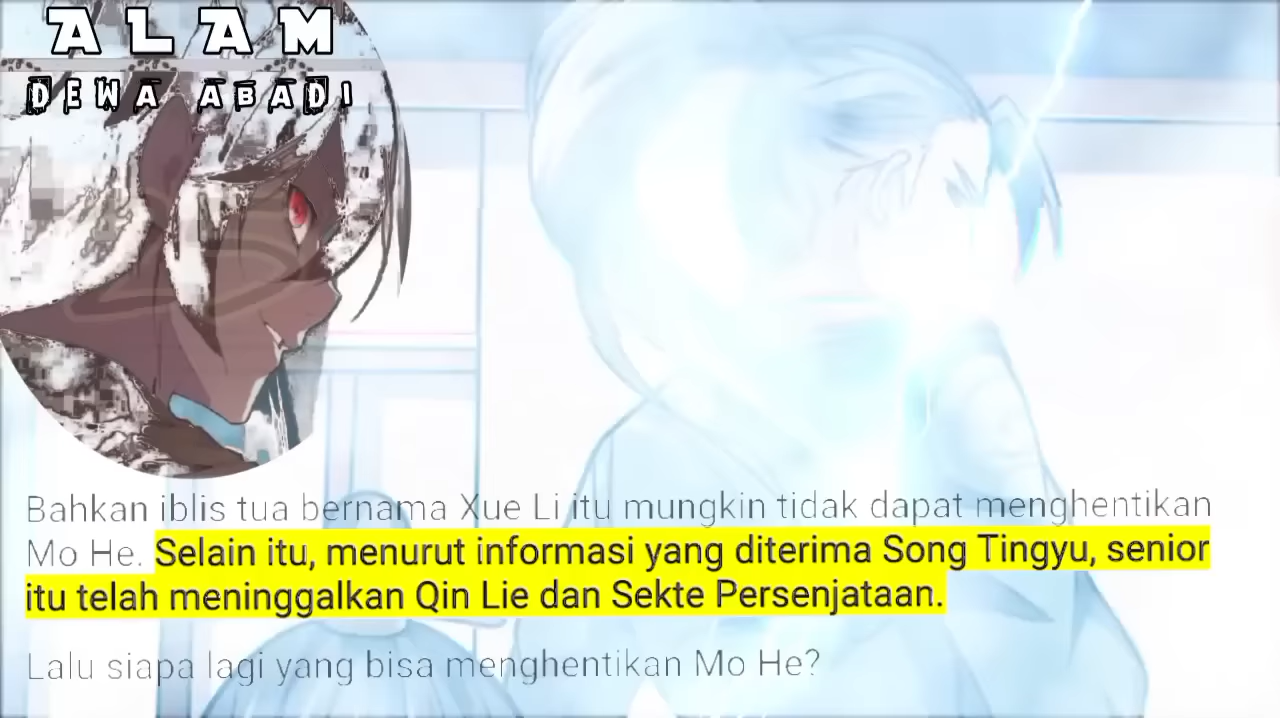 ALAM
DEWA ABADI
Bahkan iblis tua bernama Xue Li itu mungkin tidak dapat menghentikan
Mo He. Selain itu, menurut informasi yang diterima Song Tingyu, senior
itu telah meninggalkan Qin Lie dan Sekte Persenjataan.
Lalu siapa lagi yang bisa menghentikan Mo He?